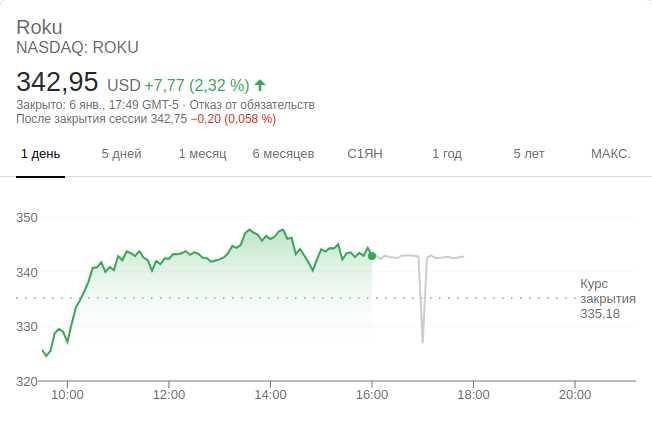 Roku
NASDAQ: ROKU
342,95 USD +7,77 (2,32 %)
Закрыто: 6 янв., 17:49 GMT-5 · Отказ от обязательств
После закрытия сессии 342,75 −0,20 (0,058 %)
1 день 5 дней 1 месяц 6 месяцев С1ЯН 1 год 5 лет МАКС.
350
340
Курс
закрытия
335,18
330
320
10:00 12:00 14:00 16:00 18:00 20:00